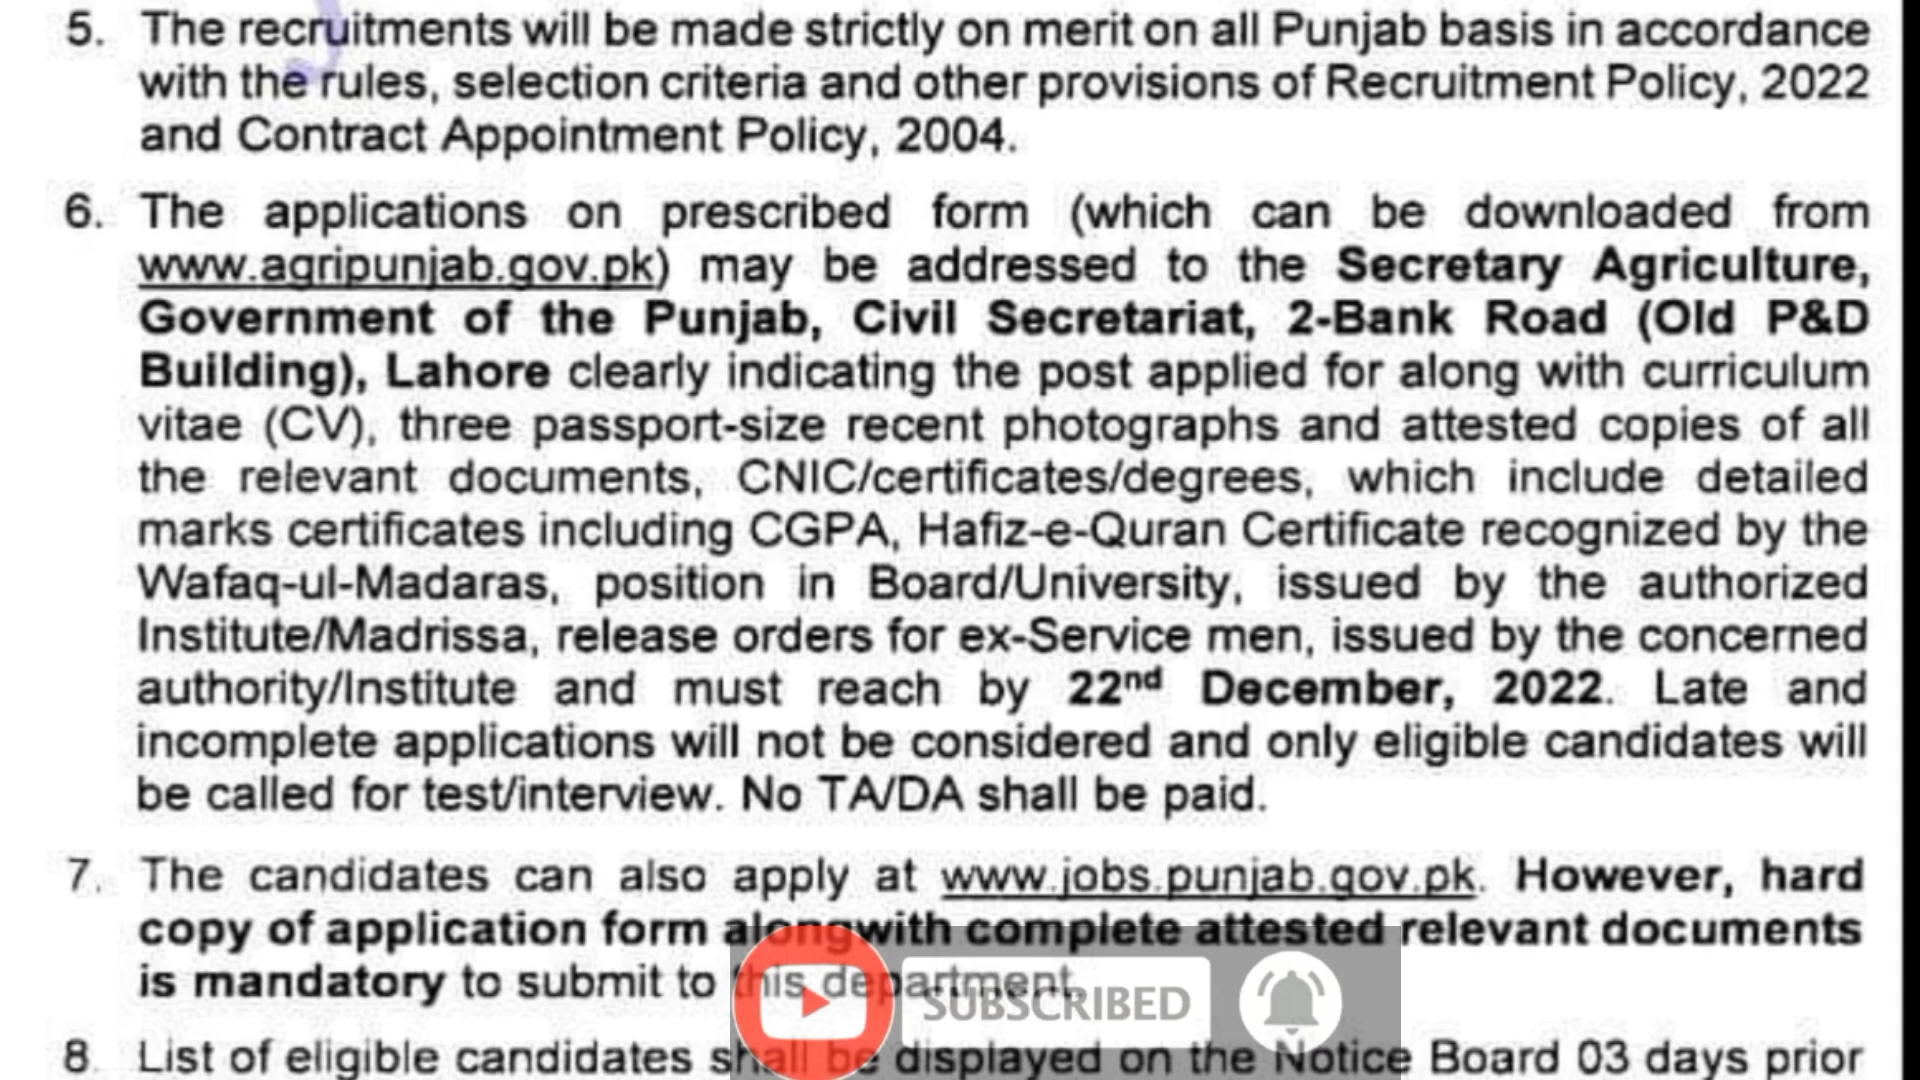 5. The recruitments will be made strictly on merit on all Punjab basis in accordance
with the rules, selection criteria and other provisions of Recruitment Policy, 2022
and Contract Appointment Policy, 2004.
6. The applications on prescribed form (which can be downloaded from
www.agripunjab.gov.pk) may be addressed to the Secretary Agriculture,
Government of the Punjab, Civil Secretariat, 2-Bank Road (Old P&D
Building), Lahore clearly indicating the post applied for along with curriculum
vitae (CV), three passport-size recent photographs and attested copies of all
the relevant documents, CNIC/certificates/degrees, which include detailed
marks certificates including CGPA, Hafiz-e-Quran Certificate recognized by the
Wafaq-ul-Madaras, position in Board/University, issued by the authorized
Institute/Madrissa, release orders for ex-Service men, issued by the concerned
authority/Institute and must reach by 22nd December, 2022. Late and
incomplete applications will not be considered and only eligible candidates will
be called for test/interview. No TA/DA shall be paid.
7. The candidates can also apply at www.jobs.punjab.gov.pk. However, hard
copy of application form alongwith complete attested relevant documents
is mandatory to submit to this department.
SUBSCRIBED
8. List of eligible candidates shall be displayed on the Notice Board 03 days prior